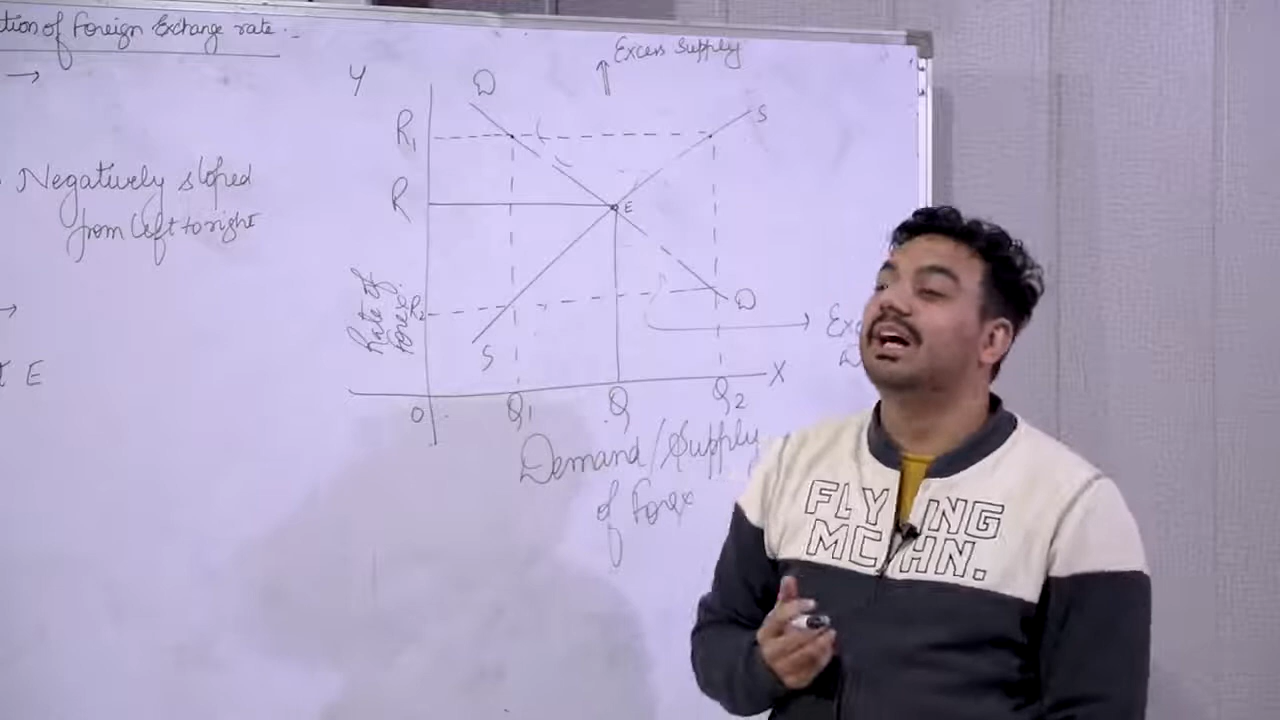 tion of Foreign Exchange rate.
→
Negatively sloped
from left to right
→
E
Excess Supply
Y
D
S
R₁
R
E
Rate of
Forex.
R₂
D
S
X
O
Q₁
Q
Q₂
Demand/Supply
of Forex
FLYING
MCHN.